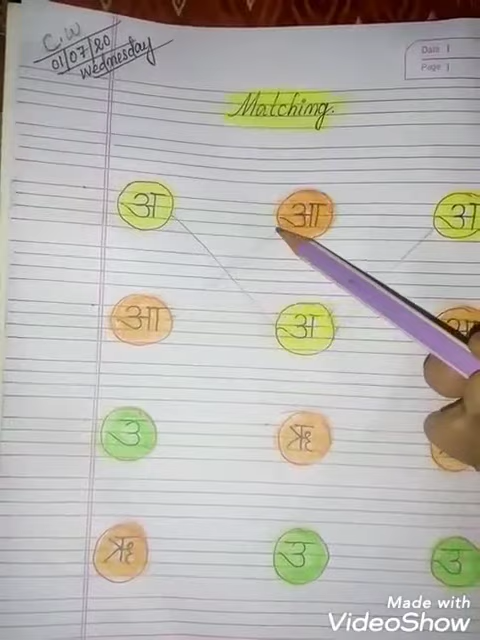 C.W
01/07/20
Wednesday
Date
Page
Matching.
अ आ अ
आ अ आ
उ ऋ
ऋ उ उ
Made with
VideoShow